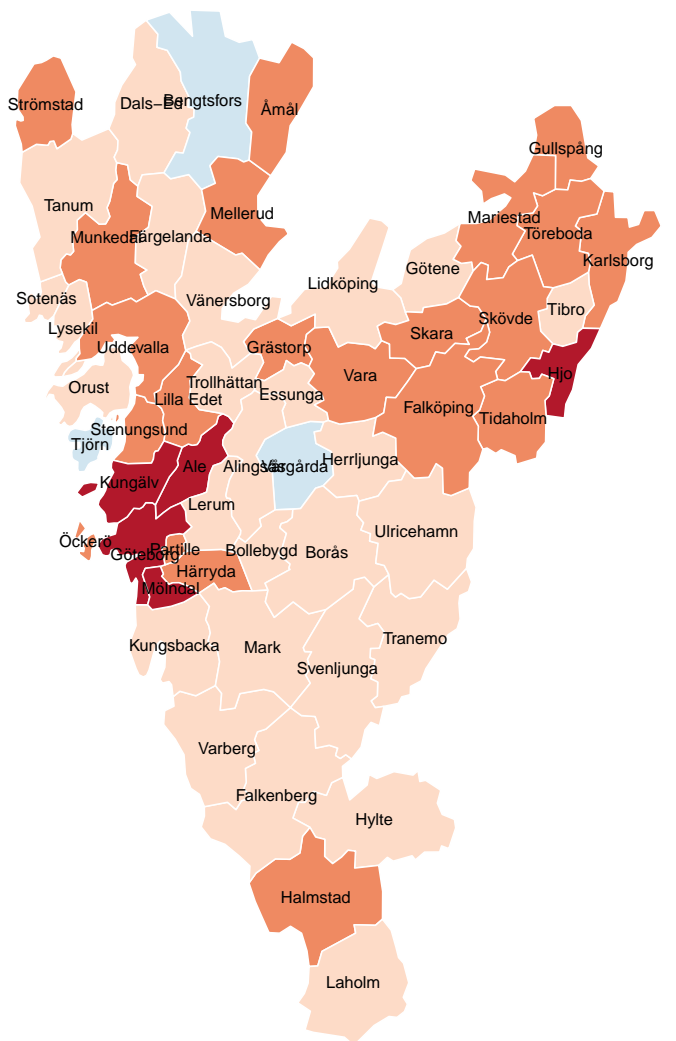 Strömstad
Dals−Ed
Bengtsfors
Åmål
Gullspång
Tanum
Mellerud
Mariestad
Töreboda
Munkedal
Färgelanda
Karlsborg
Götene
Lidköping
Sotenäs
Vänersborg
Tibro
Lysekil
Skövde
Skara
Uddevalla
Grästorp
Vara
Hjo
Orust
Trollhättan
Essunga
Lilla Edet
Falköping
Tidaholm
Stenungsund
Tjörn
Ale
Alingsås
Vårgårda
Herrljunga
Kungälv
Lerum
Ulricehamn
Öckerö
Göteborg
Partille
Bollebygd
Borås
Härryda
Mölndal
Kungsbacka
Mark
Tranemo
Svenljunga
Varberg
Falkenberg
Hylte
Halmstad
Laholm